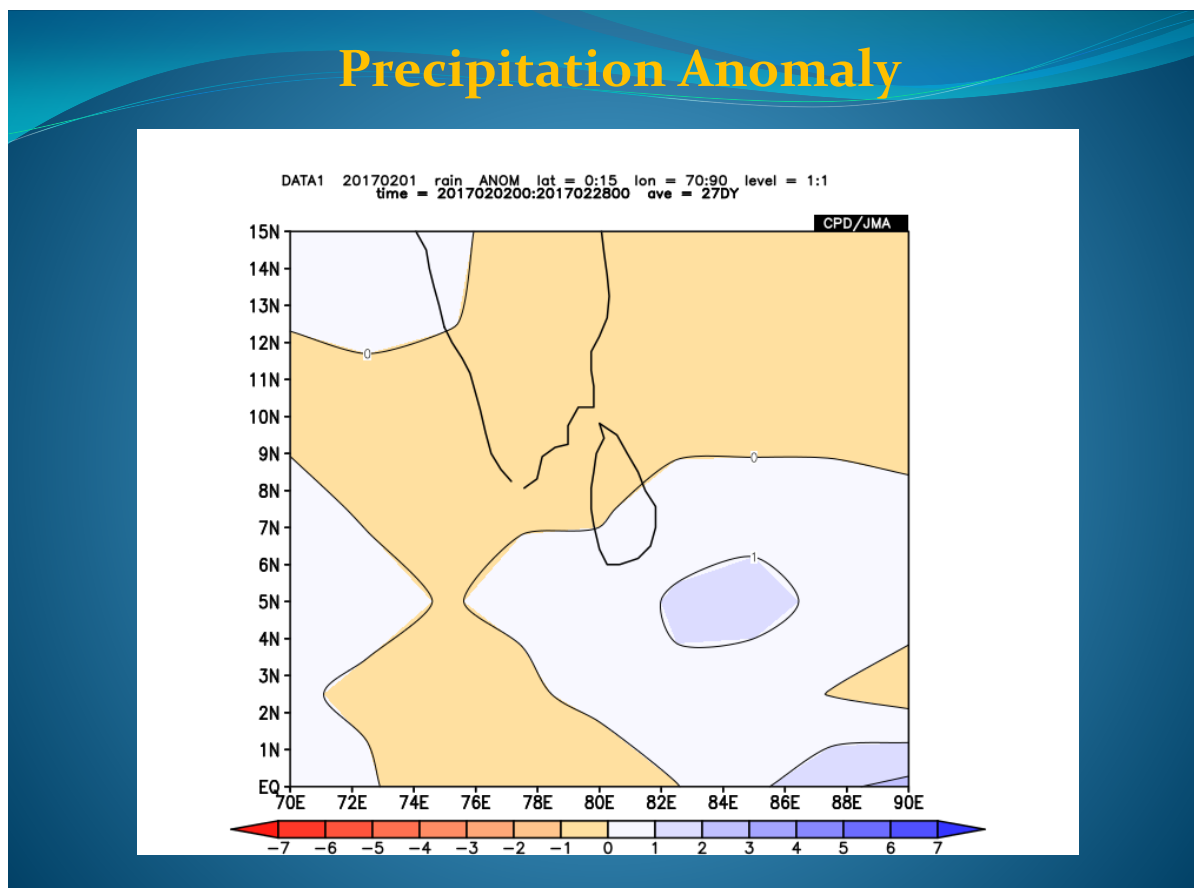 Precipitation Anomaly
DATA1 20170201 rain ANOM lat = 0:15 lon = 70:90 level = 1:1
time = 2017020200:2017022800 ave = 27DY
CPD/JMA
15N
14N
13N
12N
0
11N
10N
9N
0
8N
7N
6N
1
5N
4N
3N
2N
1N
EQ
70E 72E 74E 76E 78E 80E 82E 84E 86E 88E 90E
−7 −6 −5 −4 −3 −2 −1 0 1 2 3 4 5 6 7